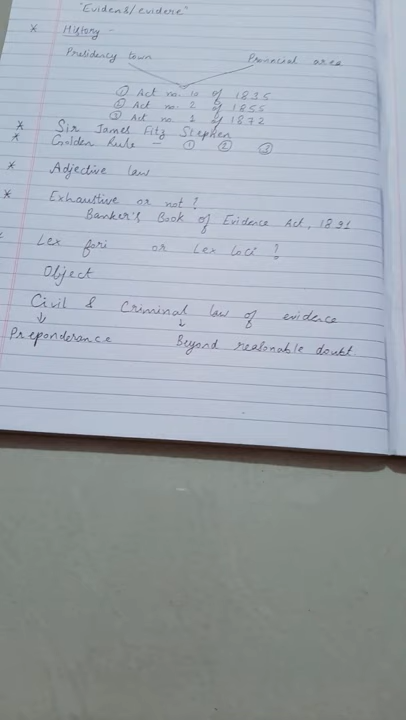 "Evidens/evidere"
* History -
Presidency town Provincial area
① Act no. 10 of 1835
② Act no. 2 of 1855
③ Act no. 1 of 1872
* Sir James Fitz Stephen
* Golden Rule - ① ② ③
* Adjective law
* Exhaustive or not?
Banker's Book of Evidence Act, 1891
Lex fori or Lex loci?
Object
Civil & Criminal law of evidence
↓ ↓
Preponderance Beyond reasonable doubt.